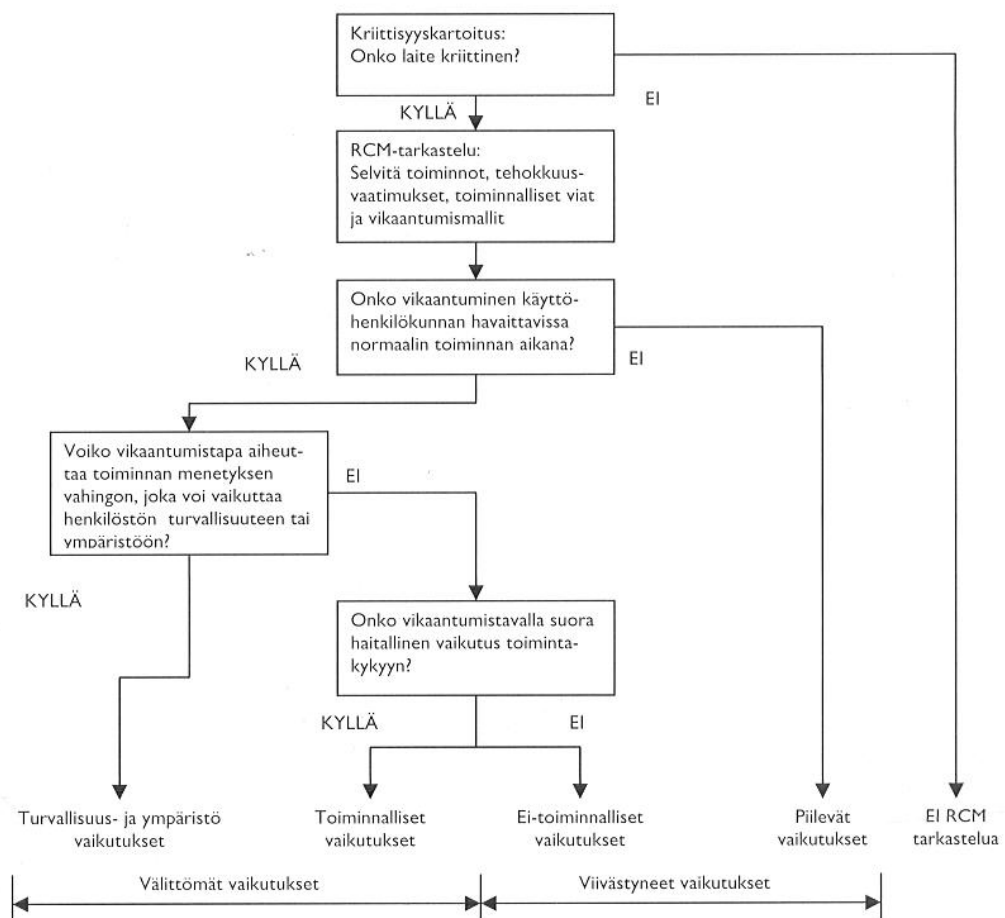 Kriittisyyskartoitus:
Onko laite kriittinen?
EI
KYLLÄ
RCM-tarkastelu:
Selvitä toiminnot, tehokkuus-
vaatimukset, toiminnalliset viat
ja vikaantumismallit
Onko vikaantuminen käyttö-
henkilökunnan havaittavissa
normaalin toiminnan aikana?
KYLLÄ
EI
Voiko vikaantumistapa aiheut-
taa toiminnan menetyksen
vahingon, joka voi vaikuttaa
henkilöstön turvallisuuteen tai
ympäristöön?
EI
KYLLÄ
Onko vikaantumistavalla suora
haitallinen vaikutus toiminta-
kykyyn?
KYLLÄ
EI
Turvallisuus- ja ympäristö
vaikutukset
Toiminnalliset
vaikutukset
Ei-toiminnalliset
vaikutukset
Piilevät
vaikutukset
EI RCM
tarkastelua
Välittömät vaikutukset
Viivästyneet vaikutukset